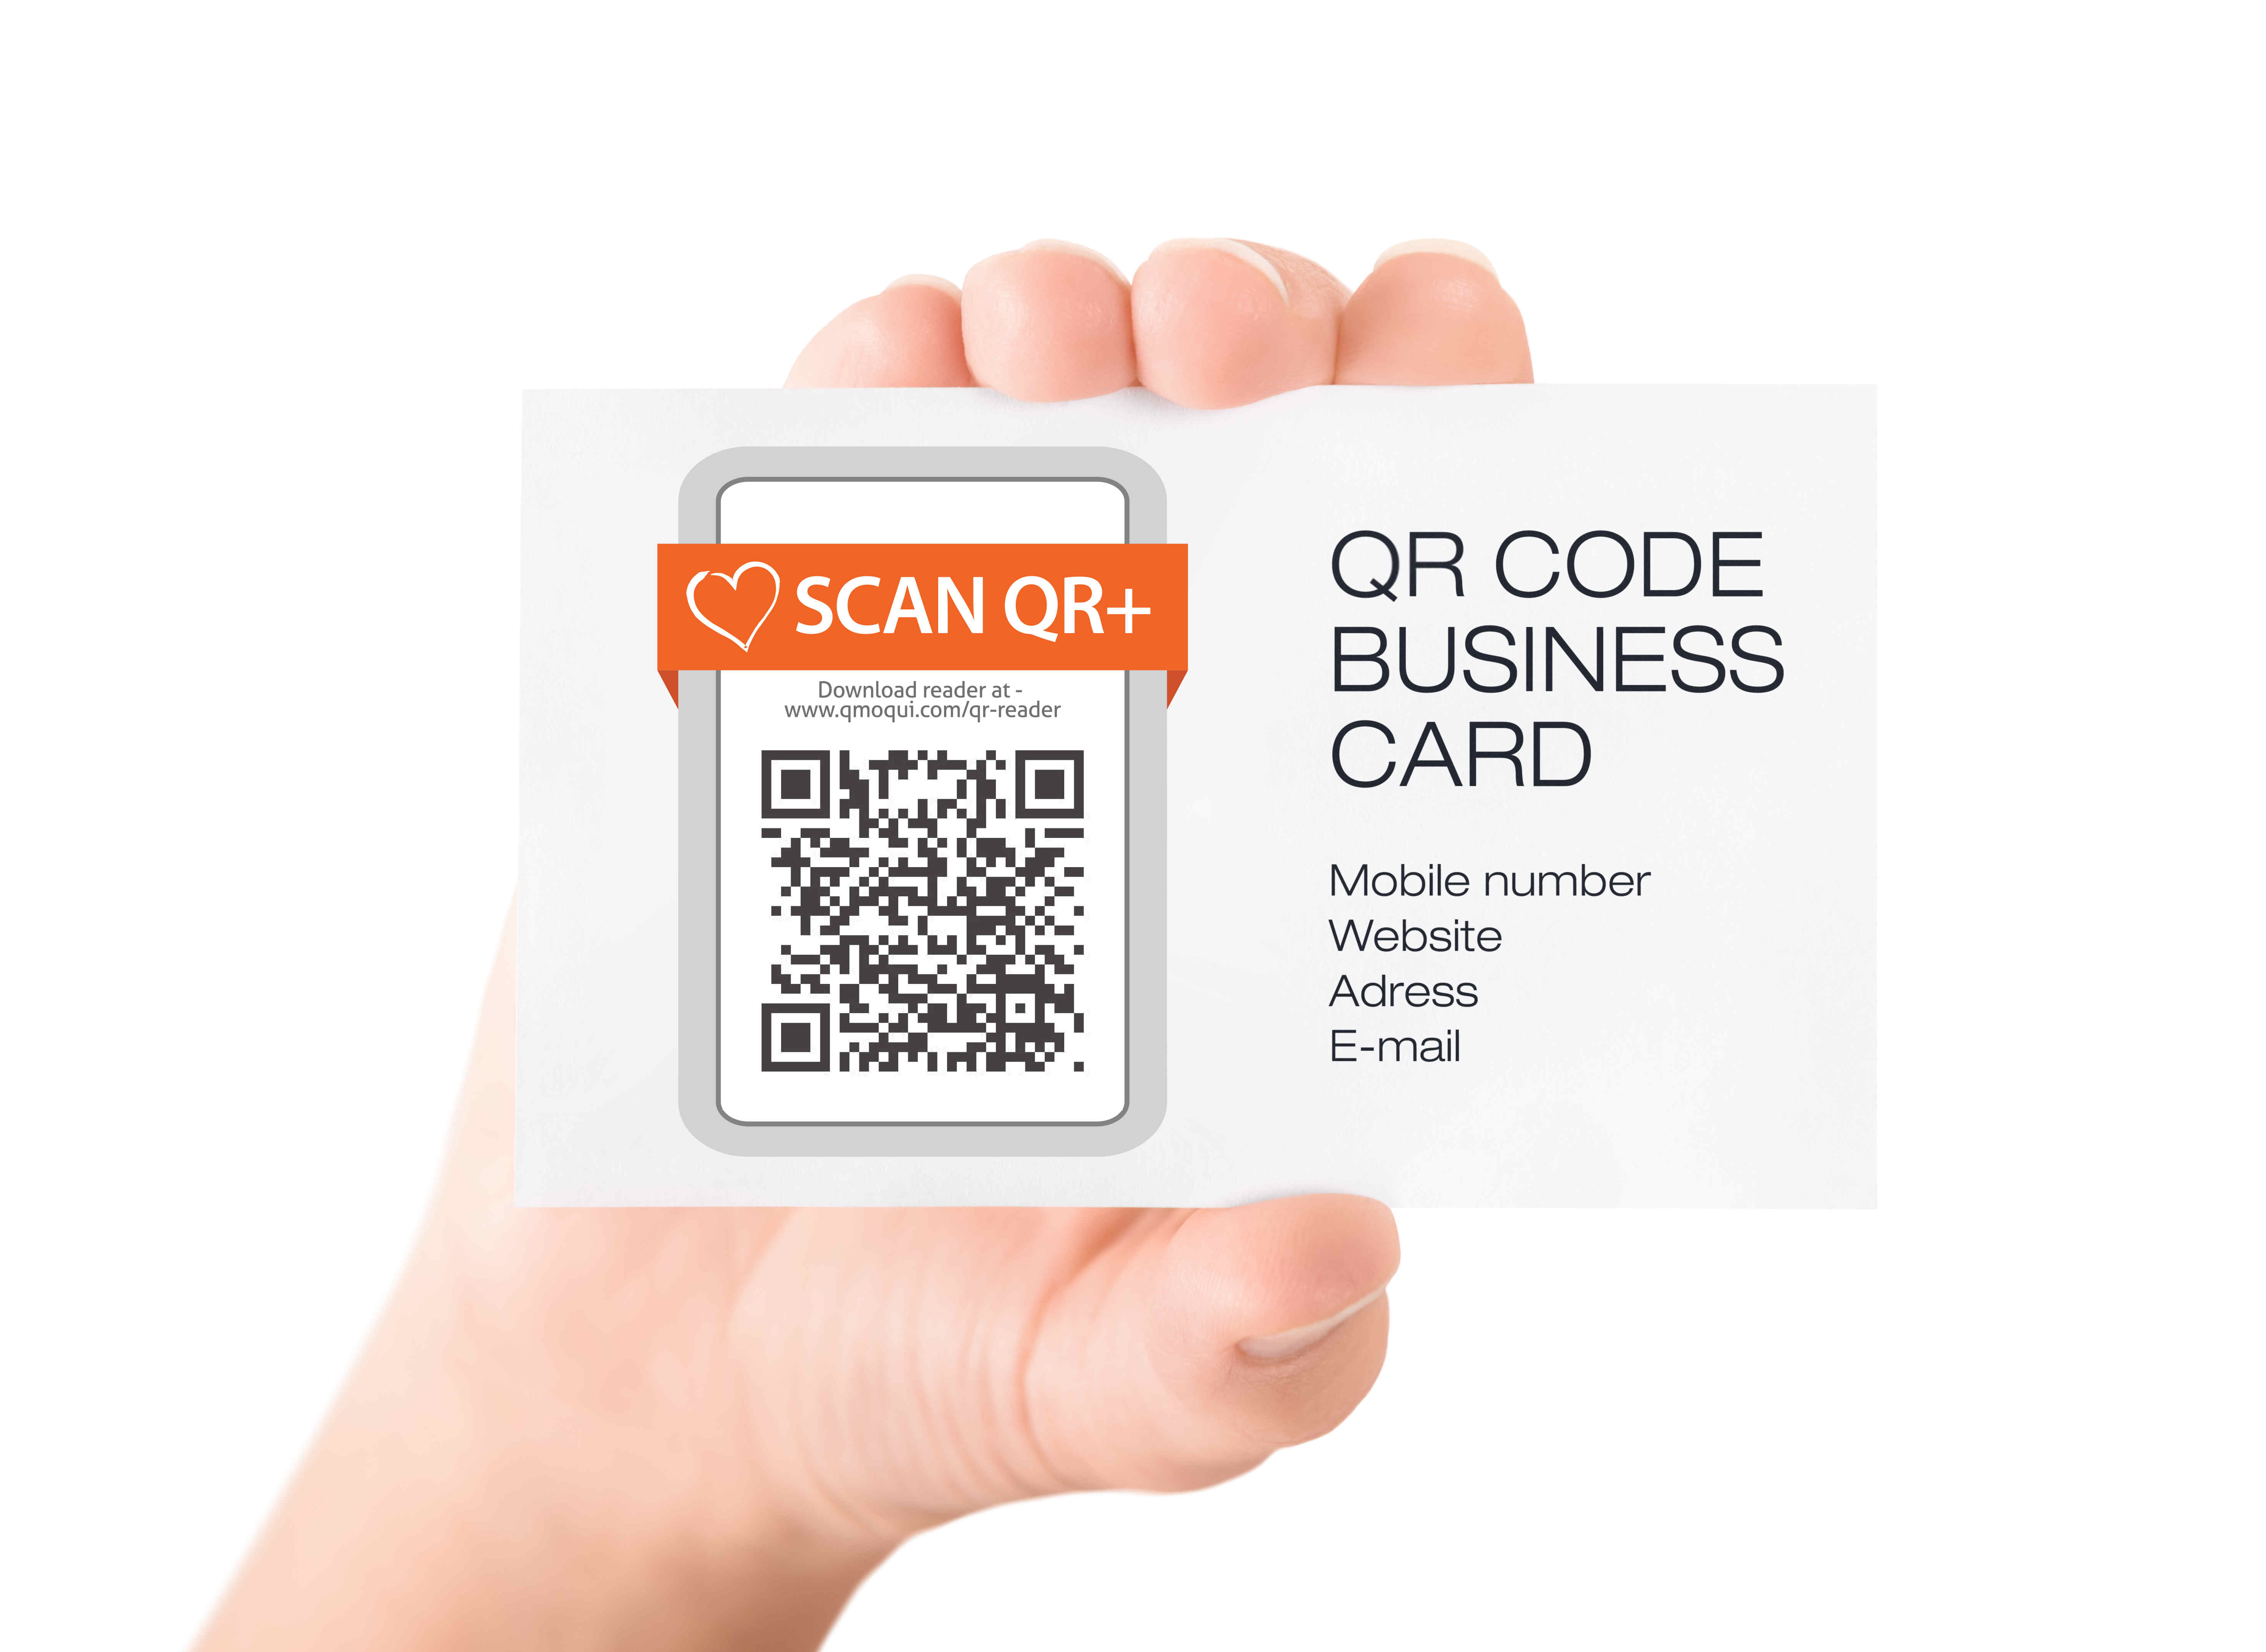 SCAN QR+
Download reader at -
www.qmoqui.com/qr-reader
QR CODE
BUSINESS
CARD
Mobile number
Website
Adress
E-mail